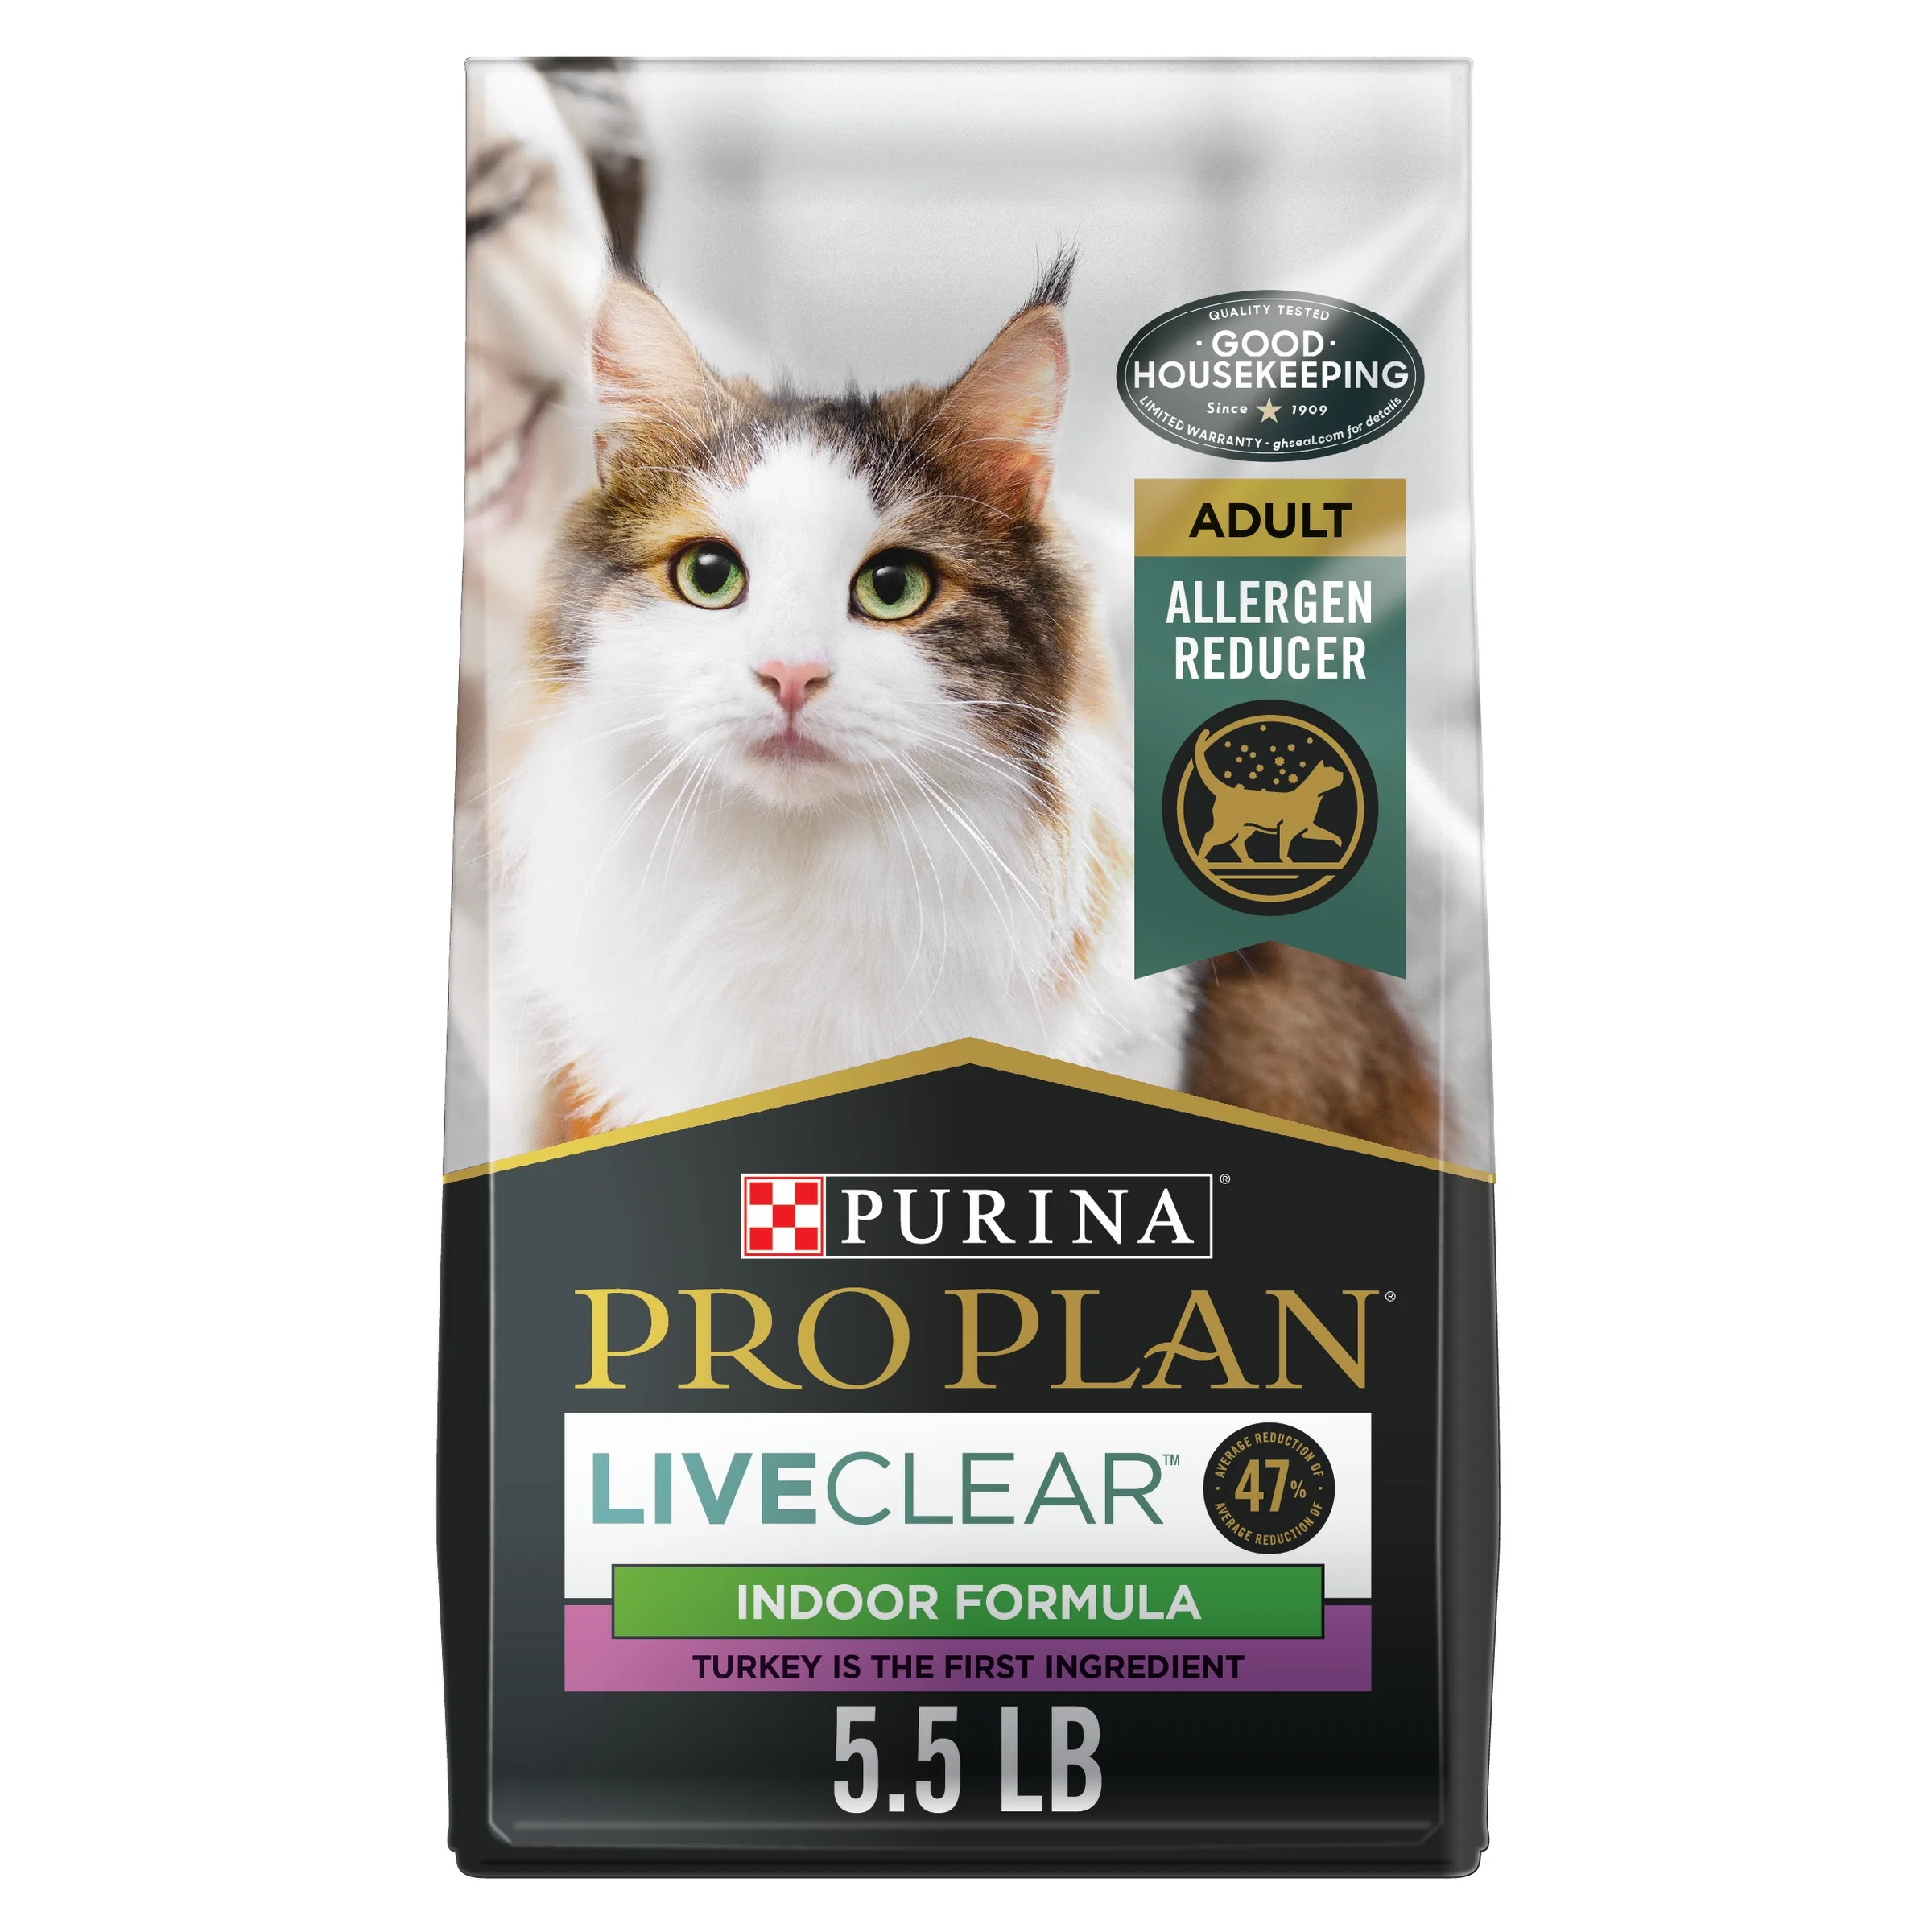 QUALITY TESTED
· GOOD ·
HOUSEKEEPING
Since ★ 1909
LIMITED WARRANTY • ghseal.com for details
ADULT
ALLERGEN
REDUCER
PURINA®
PRO PLAN®
LIVECLEAR™
• AVERAGE REDUCTION OF •
47%
AVERAGE REDUCTION OF
INDOOR FORMULA
TURKEY IS THE FIRST INGREDIENT
5.5 LB